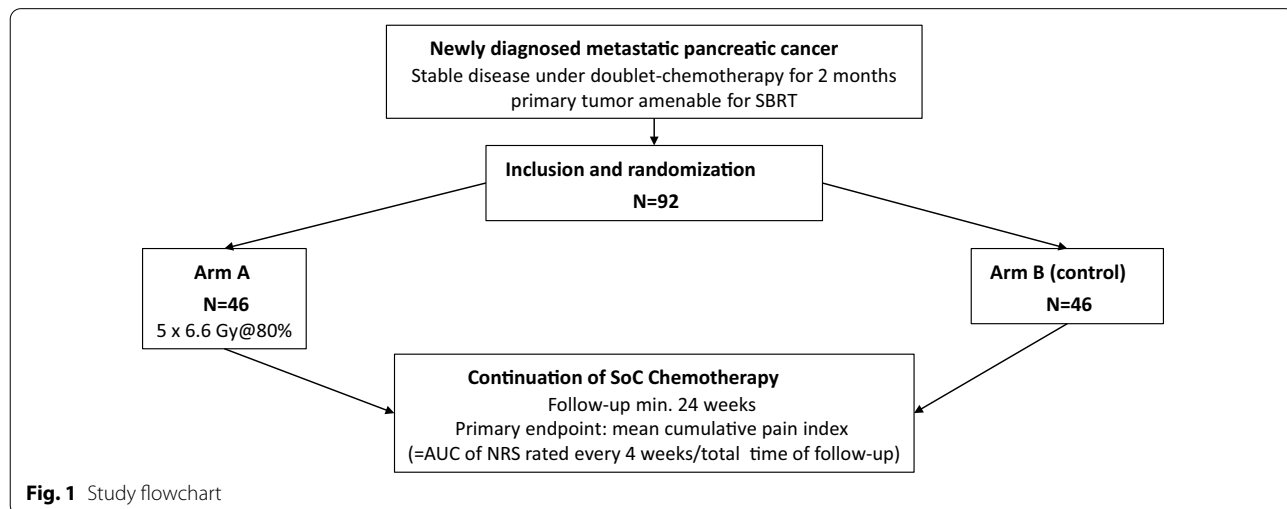 Newly diagnosed metastatic pancreatic cancer
Stable disease under doublet-chemotherapy for 2 months
primary tumor amenable for SBRT
Inclusion and randomization
N=92
Arm A
N=46
5 x 6.6 Gy@80%
Arm B (control)
N=46
Continuation of SoC Chemotherapy
Follow-up min. 24 weeks
Primary endpoint: mean cumulative pain index
(=AUC of NRS rated every 4 weeks/total time of follow-up)
Fig. 1 Study flowchart